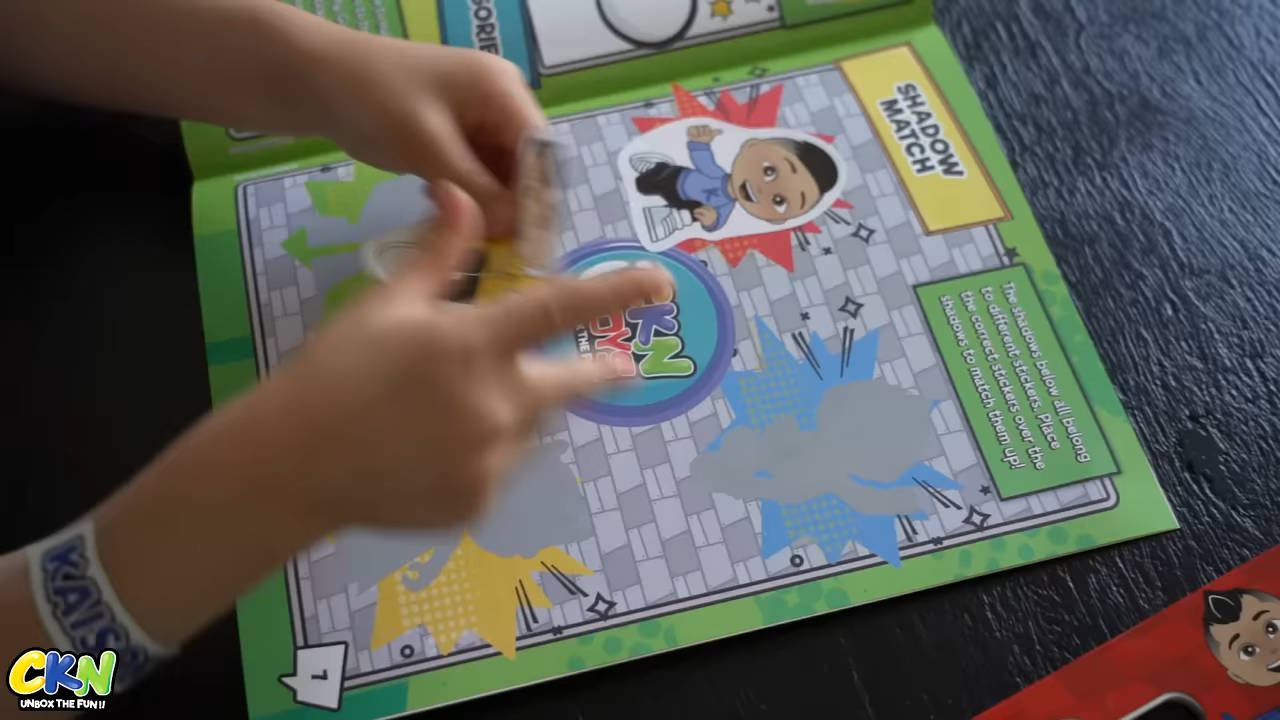 SHADOW
MATCH
The shadows below all belong
to different stickers. Place
the correct stickers over the
shadows to match them up!
CKN
7
CKN
UNBOX THE FUN!!